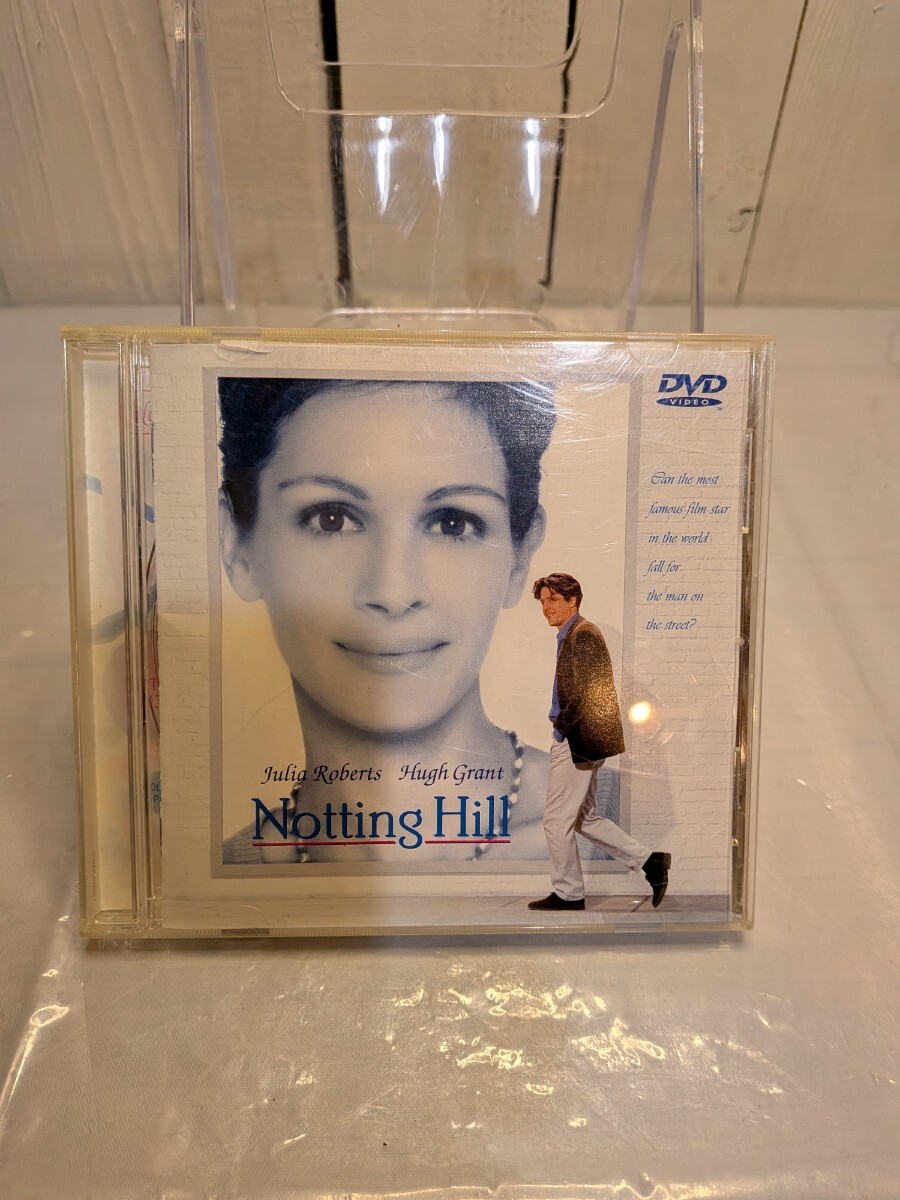 DVD
VIDEO
TM
Can the most
famous film star
in the world
fall for
the man on
the street?
Julia Roberts Hugh Grant
Notting Hill